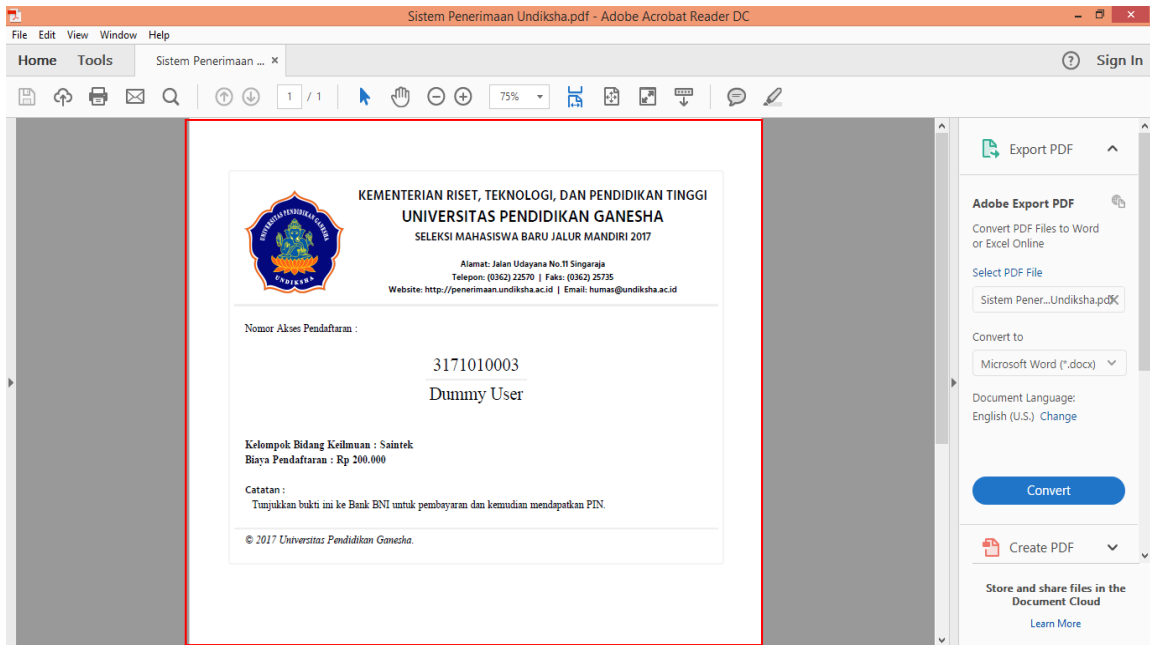 Sistem Penerimaan Undiksha.pdf - Adobe Acrobat Reader DC
File Edit View Window Help
Home Tools Sistem Penerimaan ... × ? Sign In
1 / 1 75%
UNIVERSITAS PENDIDIKAN GANESHA
UNDIKSHA
KEMENTERIAN RISET, TEKNOLOGI, DAN PENDIDIKAN TINGGI
UNIVERSITAS PENDIDIKAN GANESHA
SELEKSI MAHASISWA BARU JALUR MANDIRI 2017
Alamat: Jalan Udayana No.11 Singaraja
Telepon: (0362) 22570 | Faks: (0362) 25735
Website: http://penerimaan.undiksha.ac.id | Email: humas@undiksha.ac.id
Nomor Akses Pendaftaran :
3171010003
Dummy User
Kelompok Bidang Keilmuan : Saintek
Biaya Pendaftaran : Rp 200.000
Catatan :
Tunjukkan bukti ini ke Bank BNI untuk pembayaran dan kemudian mendapatkan PIN.
© 2017 Universitas Pendidikan Ganesha.
Export PDF
Adobe Export PDF
Convert PDF Files to Word
or Excel Online
Select PDF File
Sistem Pener...Undiksha.pdf
Convert to
Microsoft Word (*.docx)
Document Language:
English (U.S.) Change
Convert
Create PDF
Store and share files in the
Document Cloud
Learn More